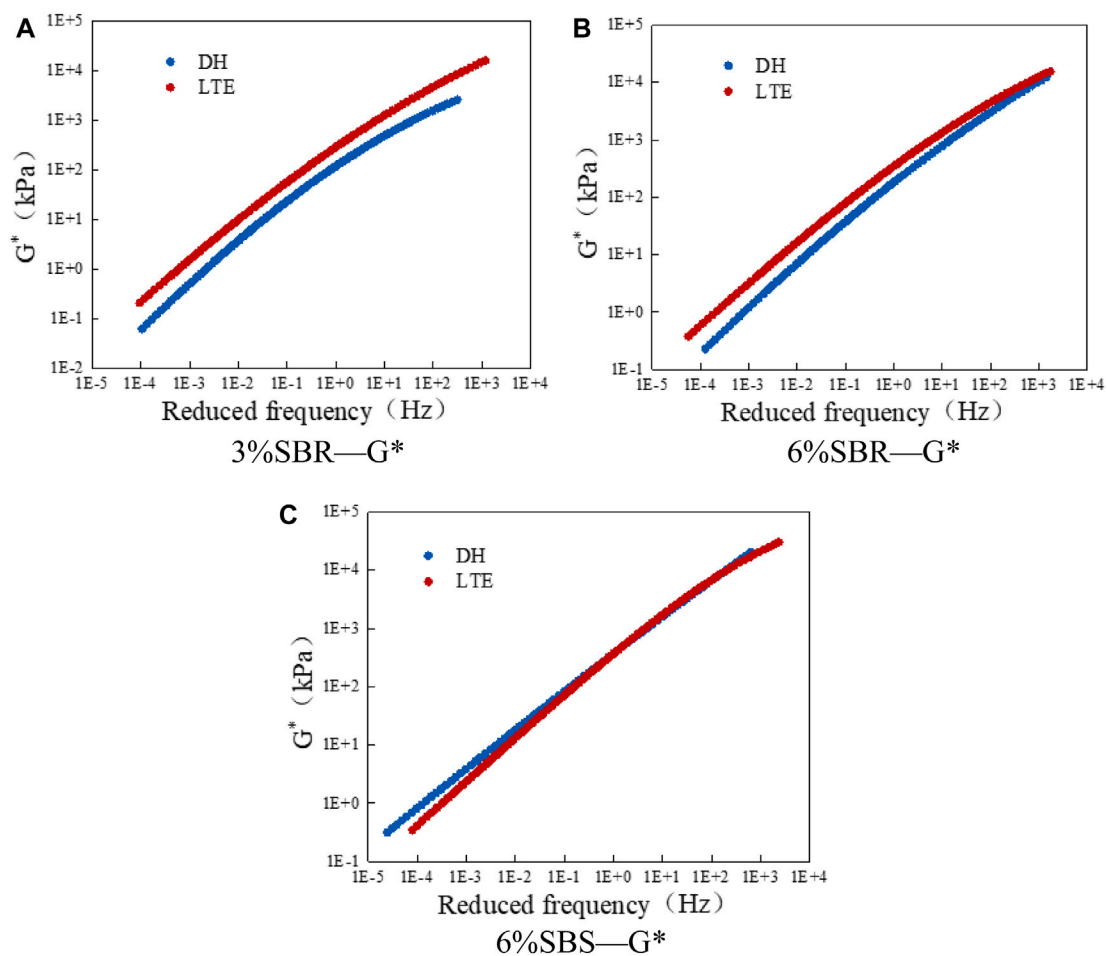 A
1E+5
1E+4
1E+3
1E+2
1E+1
1E+0
1E-1
1E-2
DH
LTE
G*（kPa）
1E-5 1E-4 1E-3 1E-2 1E-1 1E+0 1E+1 1E+2 1E+3 1E+4
Reduced frequency（Hz）
3%SBR—G*
B
1E+5
1E+4
1E+3
1E+2
1E+1
1E+0
1E-1
DH
LTE
G*（kPa）
1E-5 1E-4 1E-3 1E-2 1E-1 1E+0 1E+1 1E+2 1E+3 1E+4
Reduced frequency（Hz）
6%SBR—G*
C
1E+5
1E+4
1E+3
1E+2
1E+1
1E+0
1E-1
DH
LTE
G*（kPa）
1E-5 1E-4 1E-3 1E-2 1E-1 1E+0 1E+1 1E+2 1E+3 1E+4
Reduced frequency（Hz）
6%SBS—G*